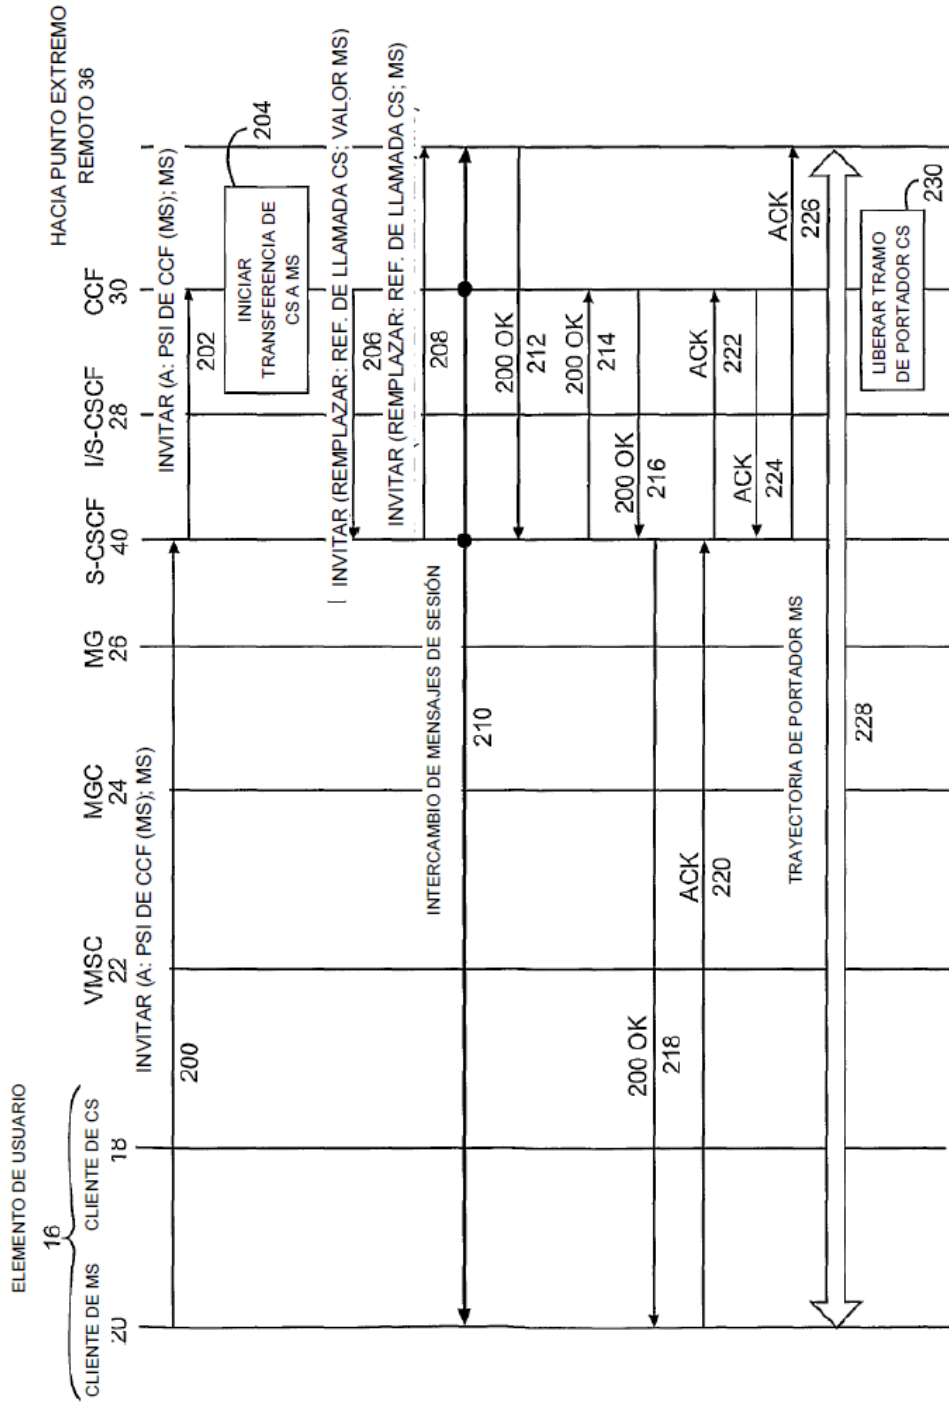 ELEMENTO DE USUARIO
16
CLIENTE DE MS
20
CLIENTE DE CS
18
VMSC
22
MGC
24
MG
26
S-CSCF
40
I/S-CSCF
28
CCF
30
HACIA PUNTO EXTREMO
REMOTO 36
INVITAR (A: PSI DE CCF (MS); MS)
200
INVITAR (A: PSI DE CCF (MS); MS)
202
INICIAR
TRANSFERENCIA DE
CS A MS
204
INVITAR (REMPLAZAR: REF. DE LLAMADA CS; VALOR MS)
206
INVITAR (REMPLAZAR: REF. DE LLAMADA CS; MS)
208
INTERCAMBIO DE MENSAJES DE SESIÓN
210
200 OK
212
200 OK
214
200 OK
216
200 OK
218
ACK
220
ACK
222
ACK
224
ACK
226
TRAYECTORIA DE PORTADOR MS
228
LIBERAR TRAMO
DE PORTADOR CS
230